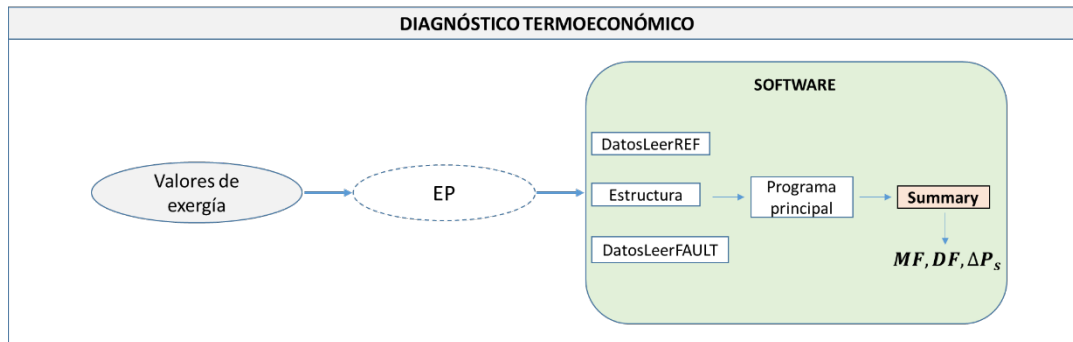 DIAGNÓSTICO TERMOECONÓMICO
SOFTWARE
DatosLeerREF
Valores de
exergía
EP
Estructura
Programa
principal
Summary
DatosLeerFAULT
MF, DF, ΔPₛ